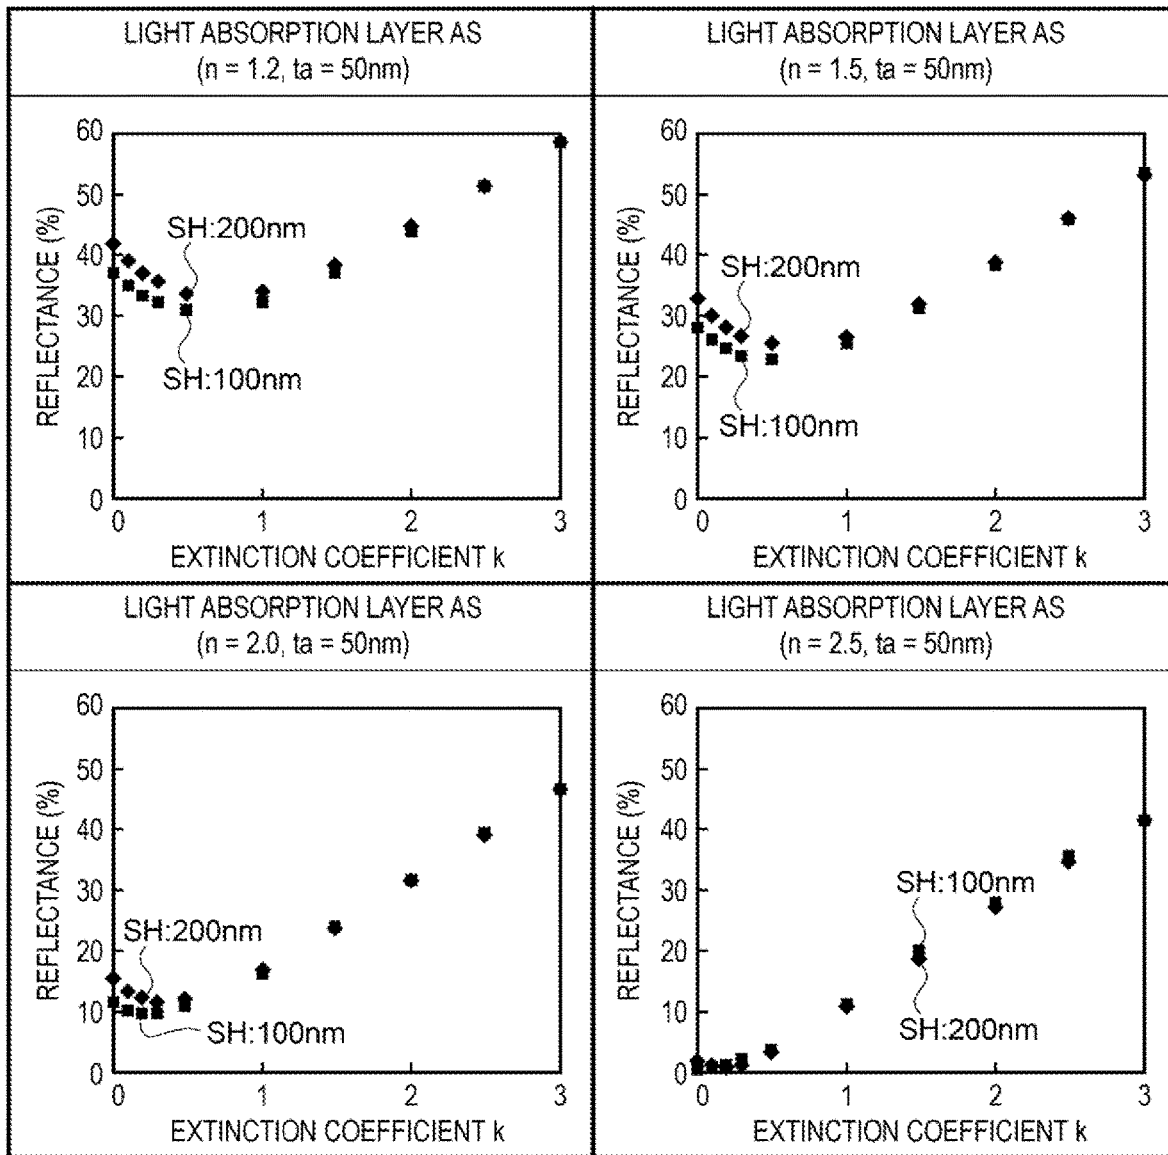 LIGHT ABSORPTION LAYER AS
(n = 1.2, ta = 50nm)
REFLECTANCE (%)
60
50
40
30
20
10
0
SH:200nm
SH:100nm
0 1 2 3
EXTINCTION COEFFICIENT k
LIGHT ABSORPTION LAYER AS
(n = 1.5, ta = 50nm)
REFLECTANCE (%)
60
50
40
30
20
10
0
SH:200nm
SH:100nm
0 1 2 3
EXTINCTION COEFFICIENT k
LIGHT ABSORPTION LAYER AS
(n = 2.0, ta = 50nm)
REFLECTANCE (%)
60
50
40
30
20
10
0
SH:200nm
SH:100nm
0 1 2 3
EXTINCTION COEFFICIENT k
LIGHT ABSORPTION LAYER AS
(n = 2.5, ta = 50nm)
REFLECTANCE (%)
60
50
40
30
20
10
0
SH:100nm
SH:200nm
0 1 2 3
EXTINCTION COEFFICIENT k